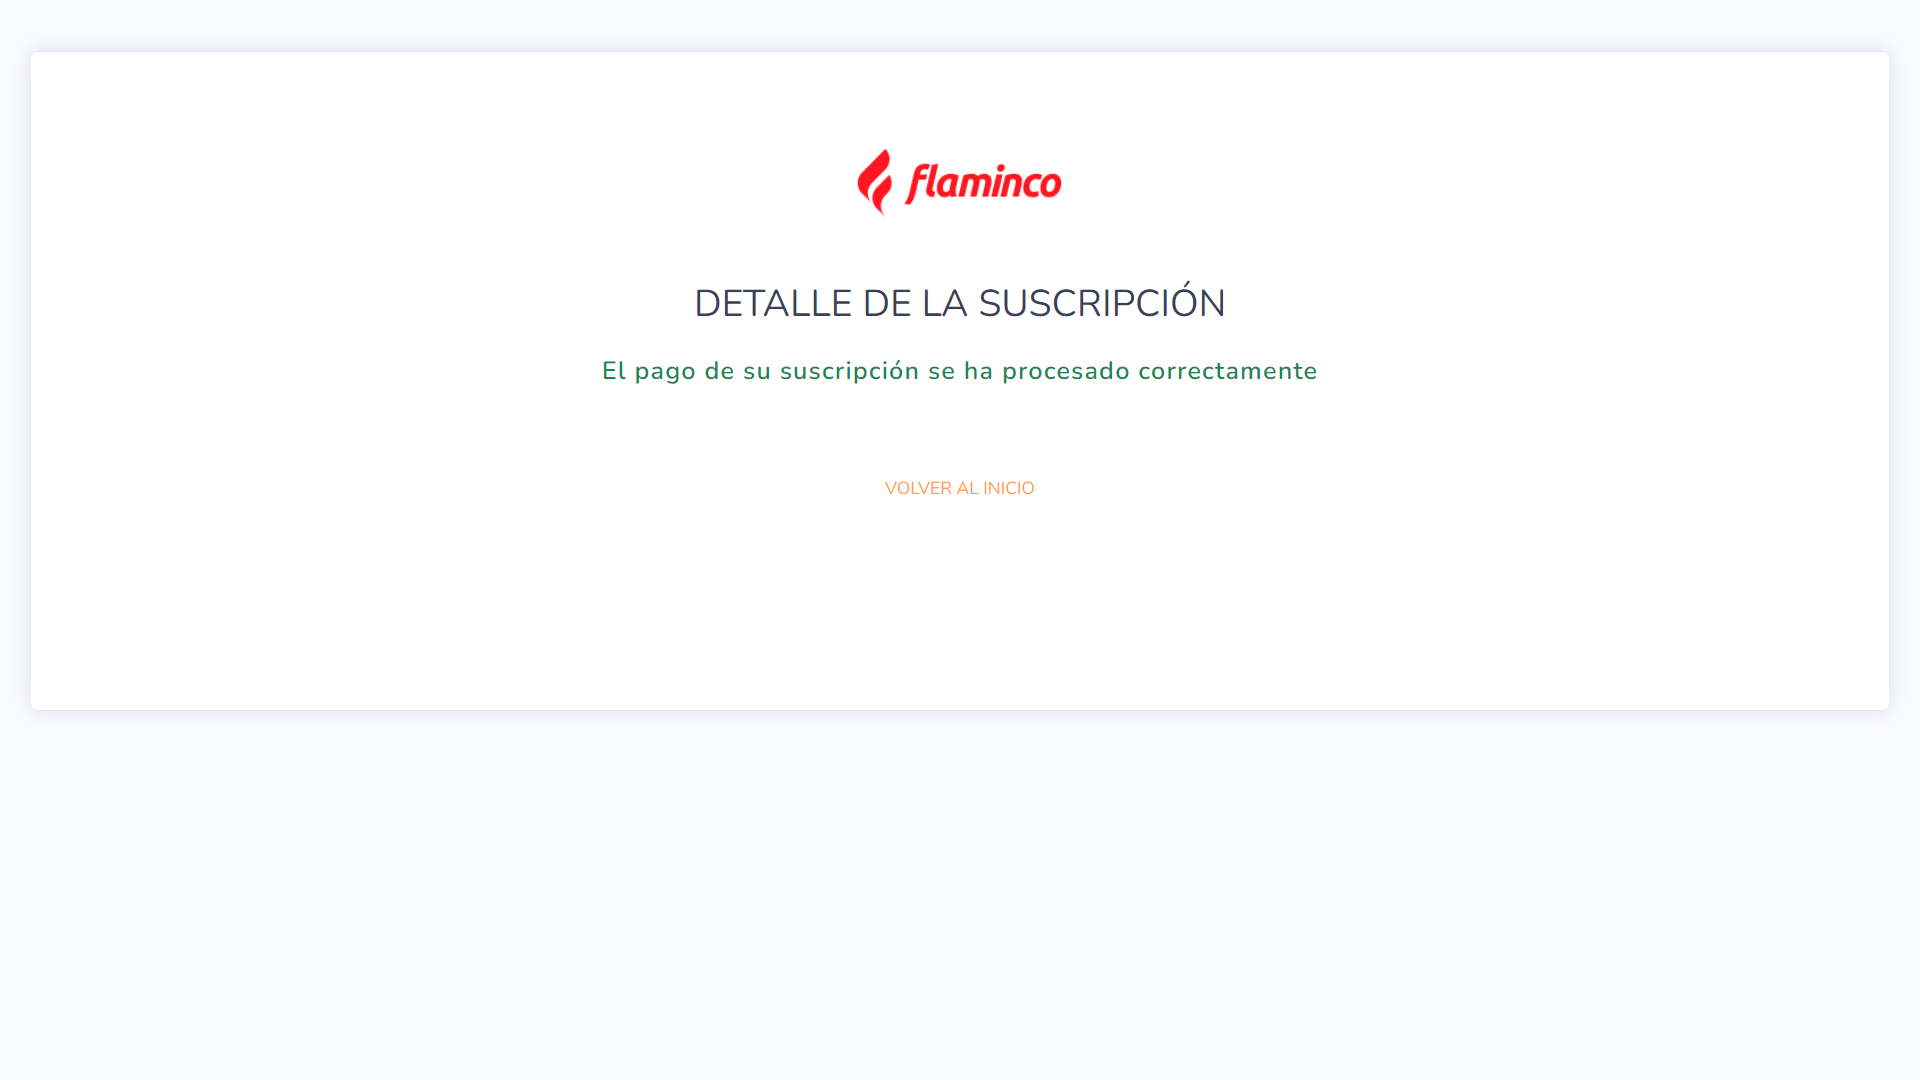 flaminco
DETALLE DE LA SUSCRIPCIÓN
El pago de su suscripción se ha procesado correctamente
VOLVER AL INICIO